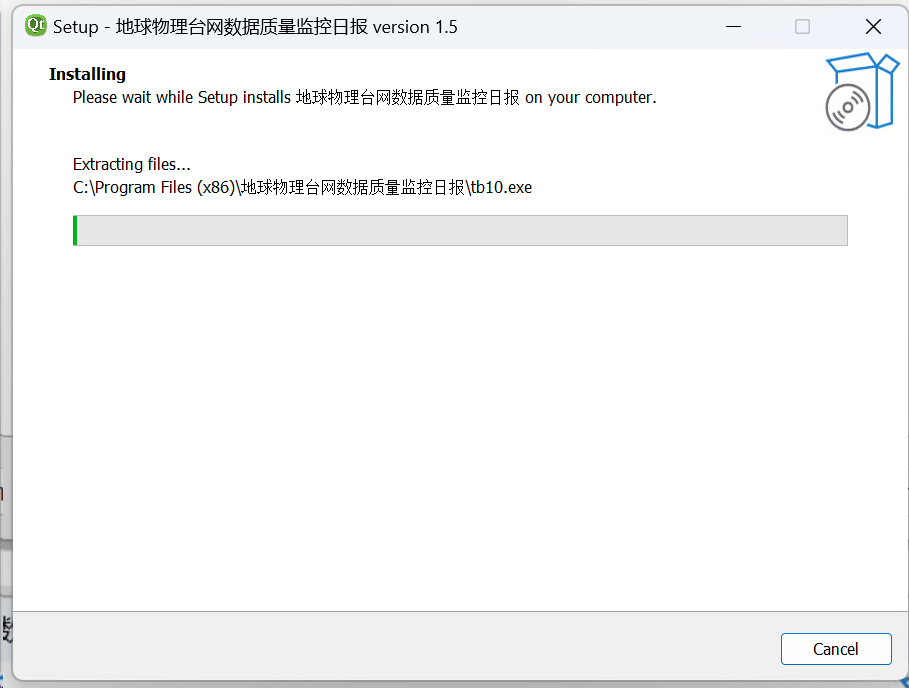 Setup - 地球物理台网数据质量监控日报 version 1.5
Installing
Please wait while Setup installs 地球物理台网数据质量监控日报 on your computer.
Extracting files...
C:\Program Files (x86)\地球物理台网数据质量监控日报\tb10.exe
Cancel